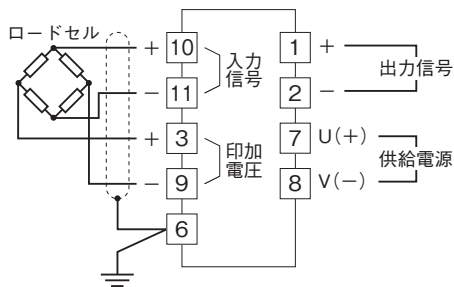 ロードセル
+ 10 入力
信号
− 11
+ 3 印加
電圧
− 9
6
1 + 出力信号
2 −
7 U(+) 供給電源
8 V(−)